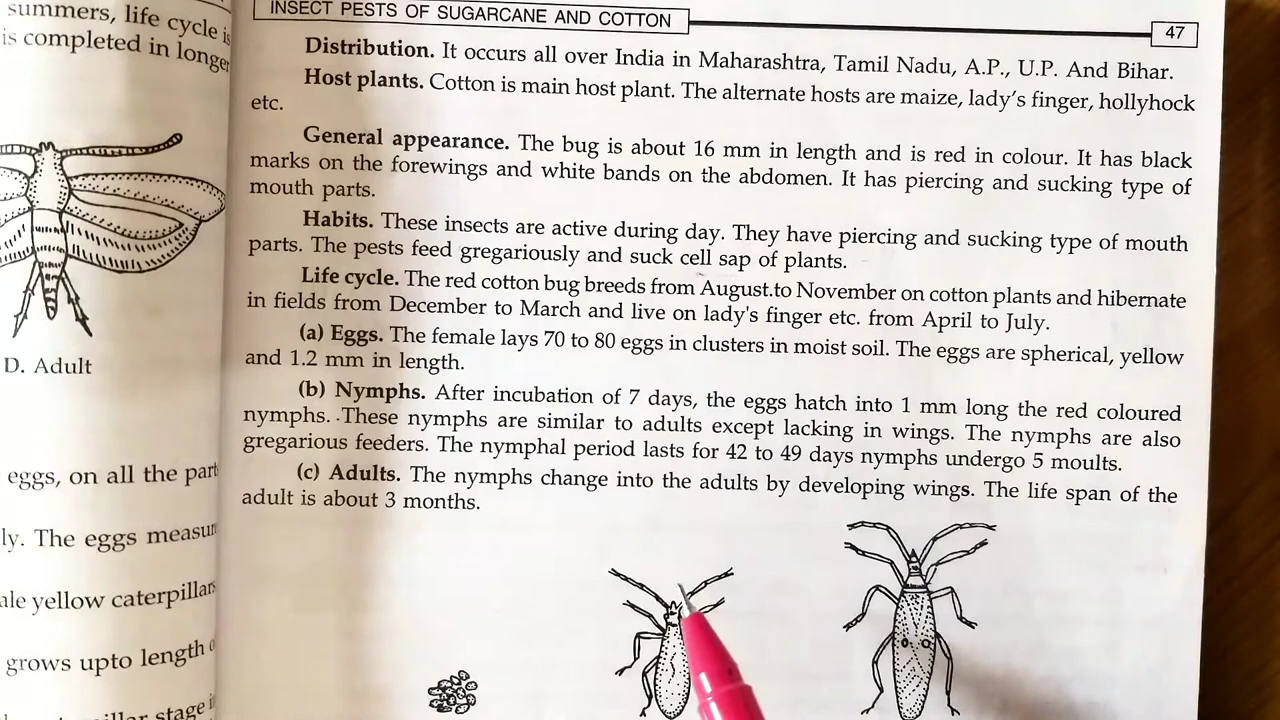 summers, life cycle is
is completed in longer
D. Adult
eggs, on all the part
ly. The eggs measur
ale yellow caterpillars
grows upto length o
stage i
INSECT PESTS OF SUGARCANE AND COTTON
47
Distribution. It occurs all over India in Maharashtra, Tamil Nadu, A.P., U.P. And Bihar.
Host plants. Cotton is main host plant. The alternate hosts are maize, lady's finger, hollyhock
etc.
General appearance. The bug is about 16 mm in length and is red in colour. It has black
marks on the forewings and white bands on the abdomen. It has piercing and sucking type of
mouth parts.
Habits. These insects are active during day. They have piercing and sucking type of mouth
parts. The pests feed gregariously and suck cell sap of plants.
Life cycle. The red cotton bug breeds from August.to November on cotton plants and hibernate
in fields from December to March and live on lady's finger etc. from April to July.
(a) Eggs. The female lays 70 to 80 eggs in clusters in moist soil. The eggs are spherical, yellow
and 1.2 mm in length.
(b) Nymphs. After incubation of 7 days, the eggs hatch into 1 mm long the red coloured
nymphs. .These nymphs are similar to adults except lacking in wings. The nymphs are also
gregarious feeders. The nymphal period lasts for 42 to 49 days nymphs undergo 5 moults.
(c) Adults. The nymphs change into the adults by developing wings. The life span of the
adult is about 3 months.